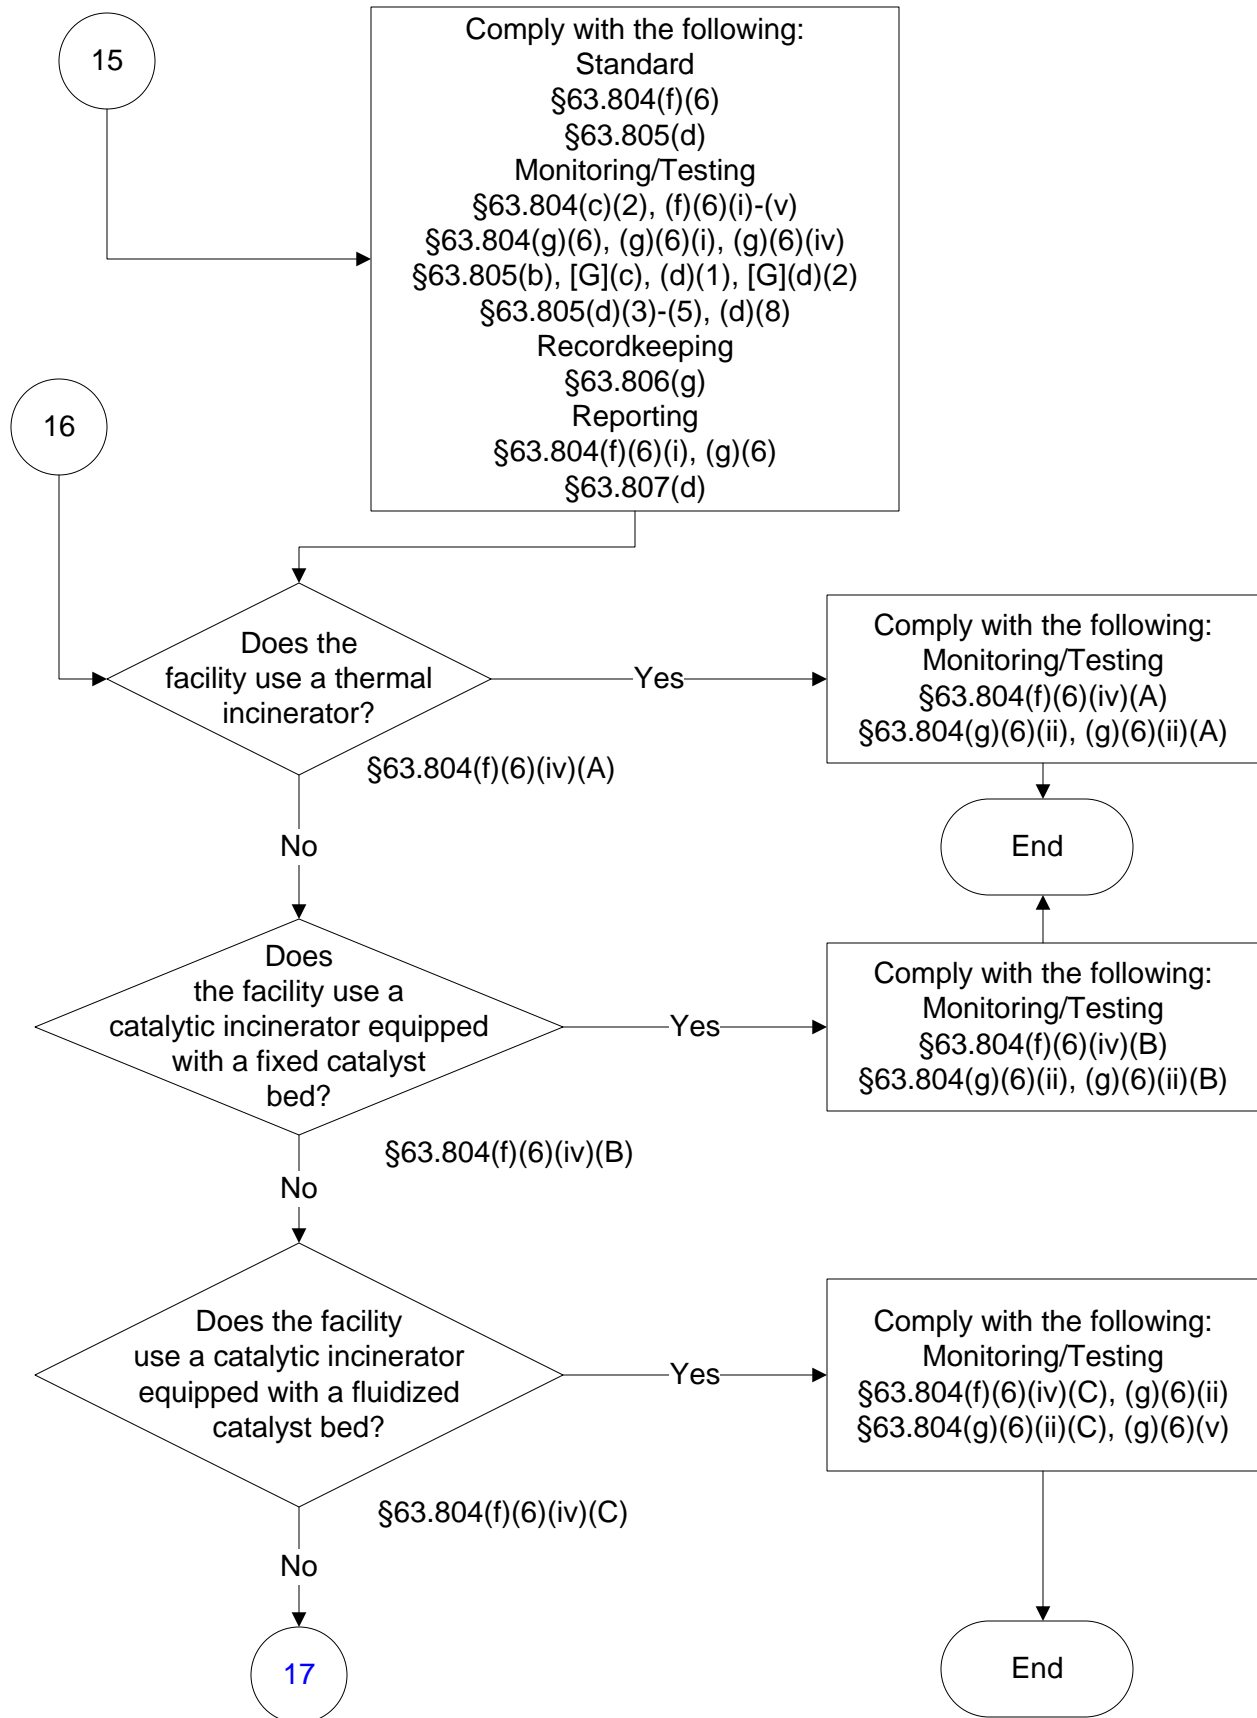 15
Comply with the following:
Standard
§63.804(f)(6)
§63.805(d)
Monitoring/Testing
§63.804(c)(2), (f)(6)(i)-(v)
§63.804(g)(6), (g)(6)(i), (g)(6)(iv)
§63.805(b), [G](c), (d)(1), [G](d)(2)
§63.805(d)(3)-(5), (d)(8)
Recordkeeping
§63.806(g)
Reporting
§63.804(f)(6)(i), (g)(6)
§63.807(d)
16
Does the
facility use a thermal
incinerator?
§63.804(f)(6)(iv)(A)
Yes
Comply with the following:
Monitoring/Testing
§63.804(f)(6)(iv)(A)
§63.804(g)(6)(ii), (g)(6)(ii)(A)
End
No
Does
the facility use a
catalytic incinerator equipped
with a fixed catalyst
bed?
§63.804(f)(6)(iv)(B)
Yes
Comply with the following:
Monitoring/Testing
§63.804(f)(6)(iv)(B)
§63.804(g)(6)(ii), (g)(6)(ii)(B)
No
Does the facility
use a catalytic incinerator
equipped with a fluidized
catalyst bed?
§63.804(f)(6)(iv)(C)
Yes
Comply with the following:
Monitoring/Testing
§63.804(f)(6)(iv)(C), (g)(6)(ii)
§63.804(g)(6)(ii)(C), (g)(6)(v)
No
17
End